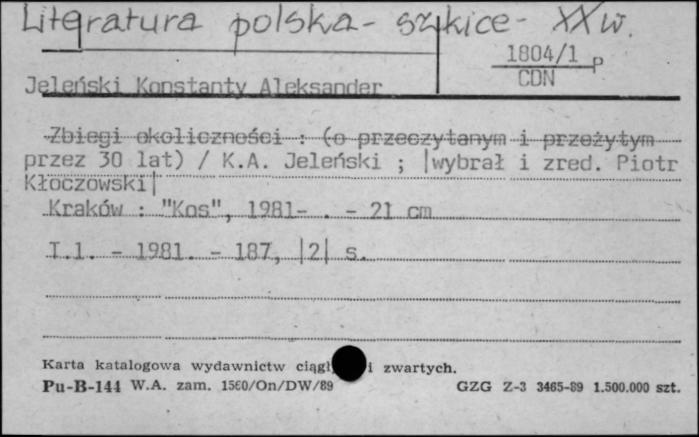 Literatura polska - szkice - XX w.
1804/1 p
CDN
Jeleński Konstanty Aleksander
Zbiegi okoliczności : (o przeczytanym i przeżytym
przez 30 lat) / K.A. Jeleński ; |wybrał i zred. Piotr
Kłoczowski|
Kraków : "Kos", 1981- . - 21 cm
T.1. - 1981. - 187, |2| s.
Karta katalogowa wydawnictw i zwartych.
Pu-B-144 W.A. zam. 1560/On/DW/89 GZG Z-3 3465-89 1.500.000 szt.